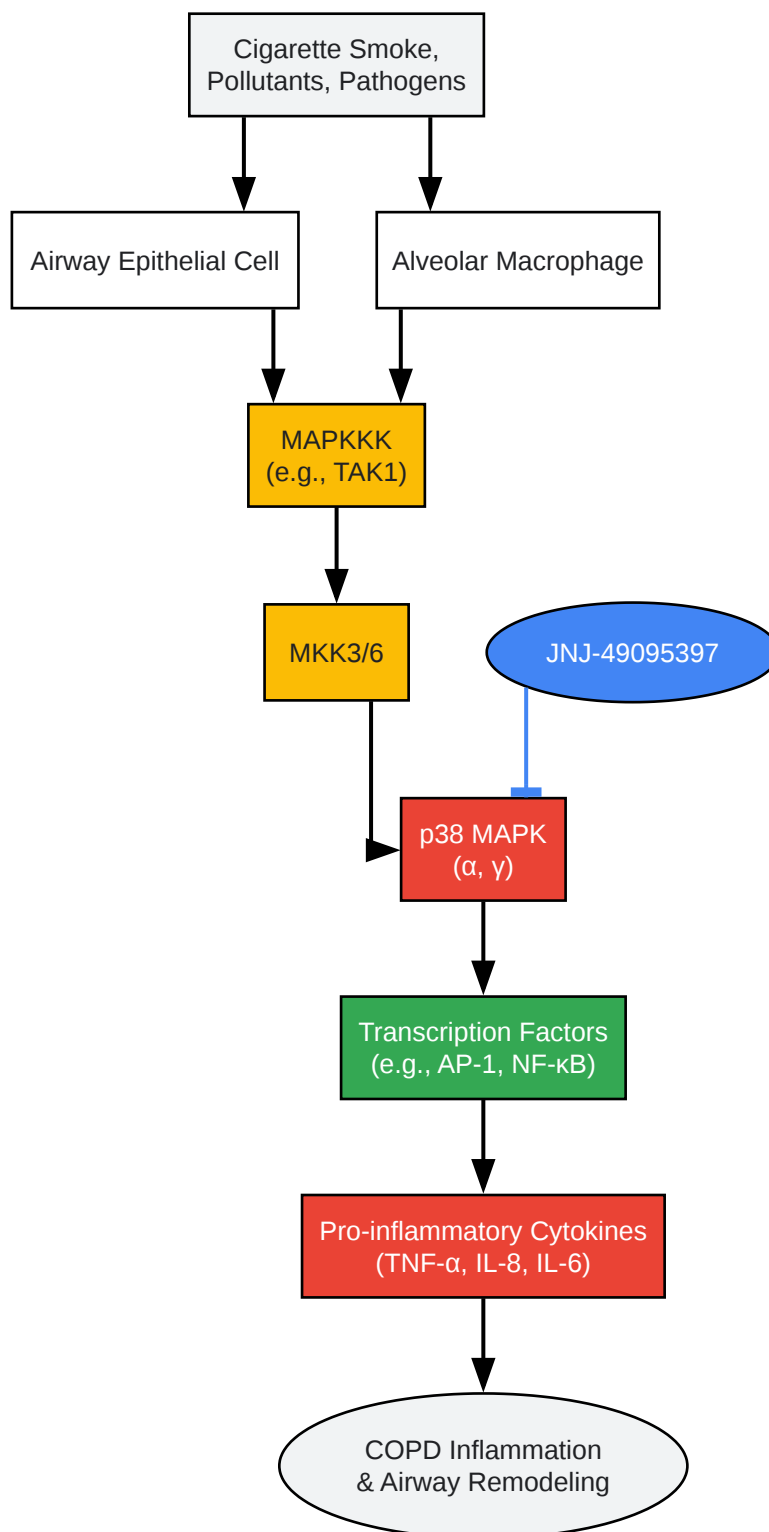 Cigarette Smoke,
Pollutants, Pathogens
Airway Epithelial Cell
Alveolar Macrophage
MAPKKK
(e.g., TAK1)
MKK3/6
JNJ-49095397
p38 MAPK
(α, γ)
Transcription Factors
(e.g., AP-1, NF-κB)
Pro-inflammatory Cytokines
(TNF-α, IL-8, IL-6)
COPD Inflammation
& Airway Remodeling